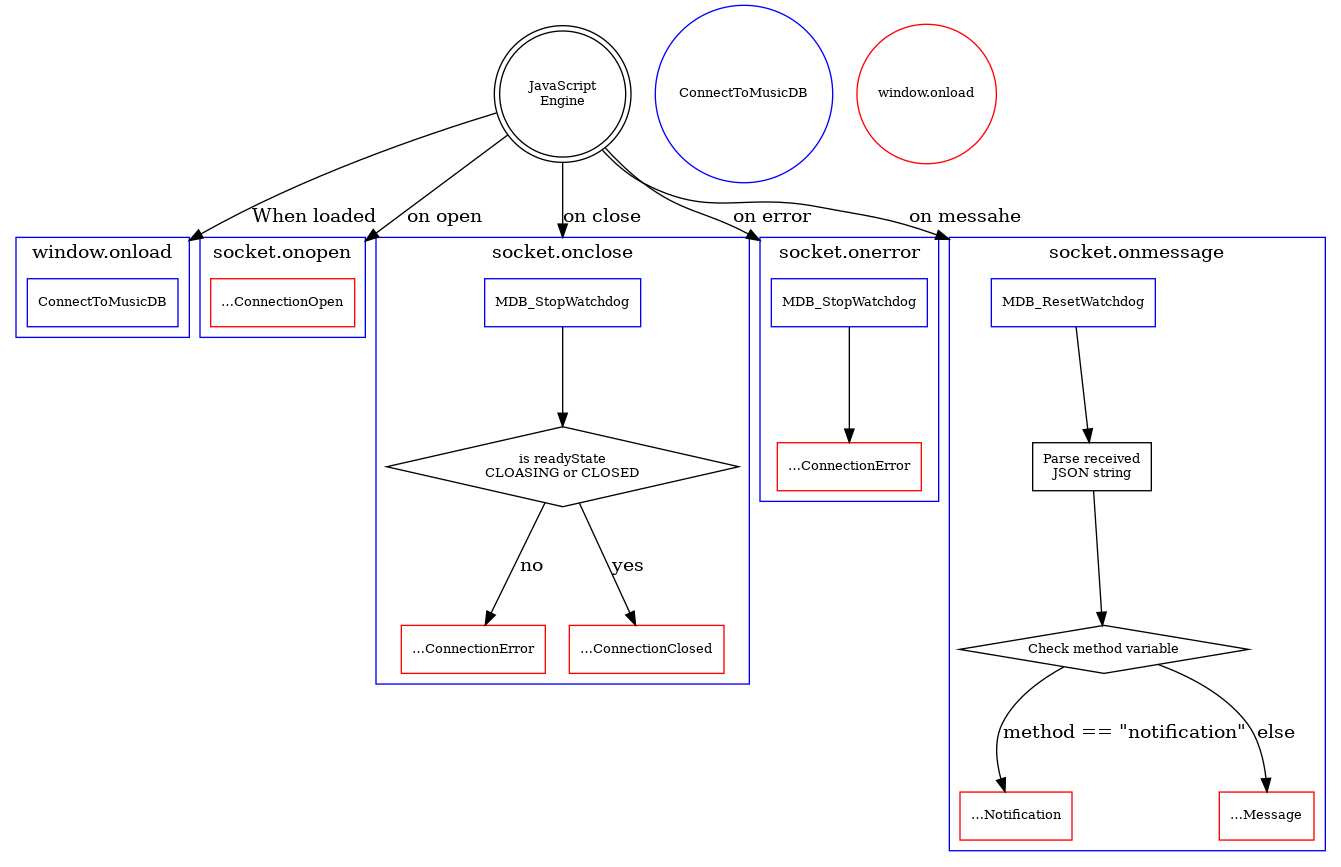 JavaScript
Engine
ConnectToMusicDB
window.onload
When loaded
on open
on close
on error
on messahe
window.onload
ConnectToMusicDB
socket.onopen
...ConnectionOpen
socket.onclose
MDB_StopWatchdog
is readyState
CLOASING or CLOSED
no
yes
...ConnectionError
...ConnectionClosed
socket.onerror
MDB_StopWatchdog
...ConnectionError
socket.onmessage
MDB_ResetWatchdog
Parse received
JSON string
Check method variable
method == "notification"
else
...Notification
...Message